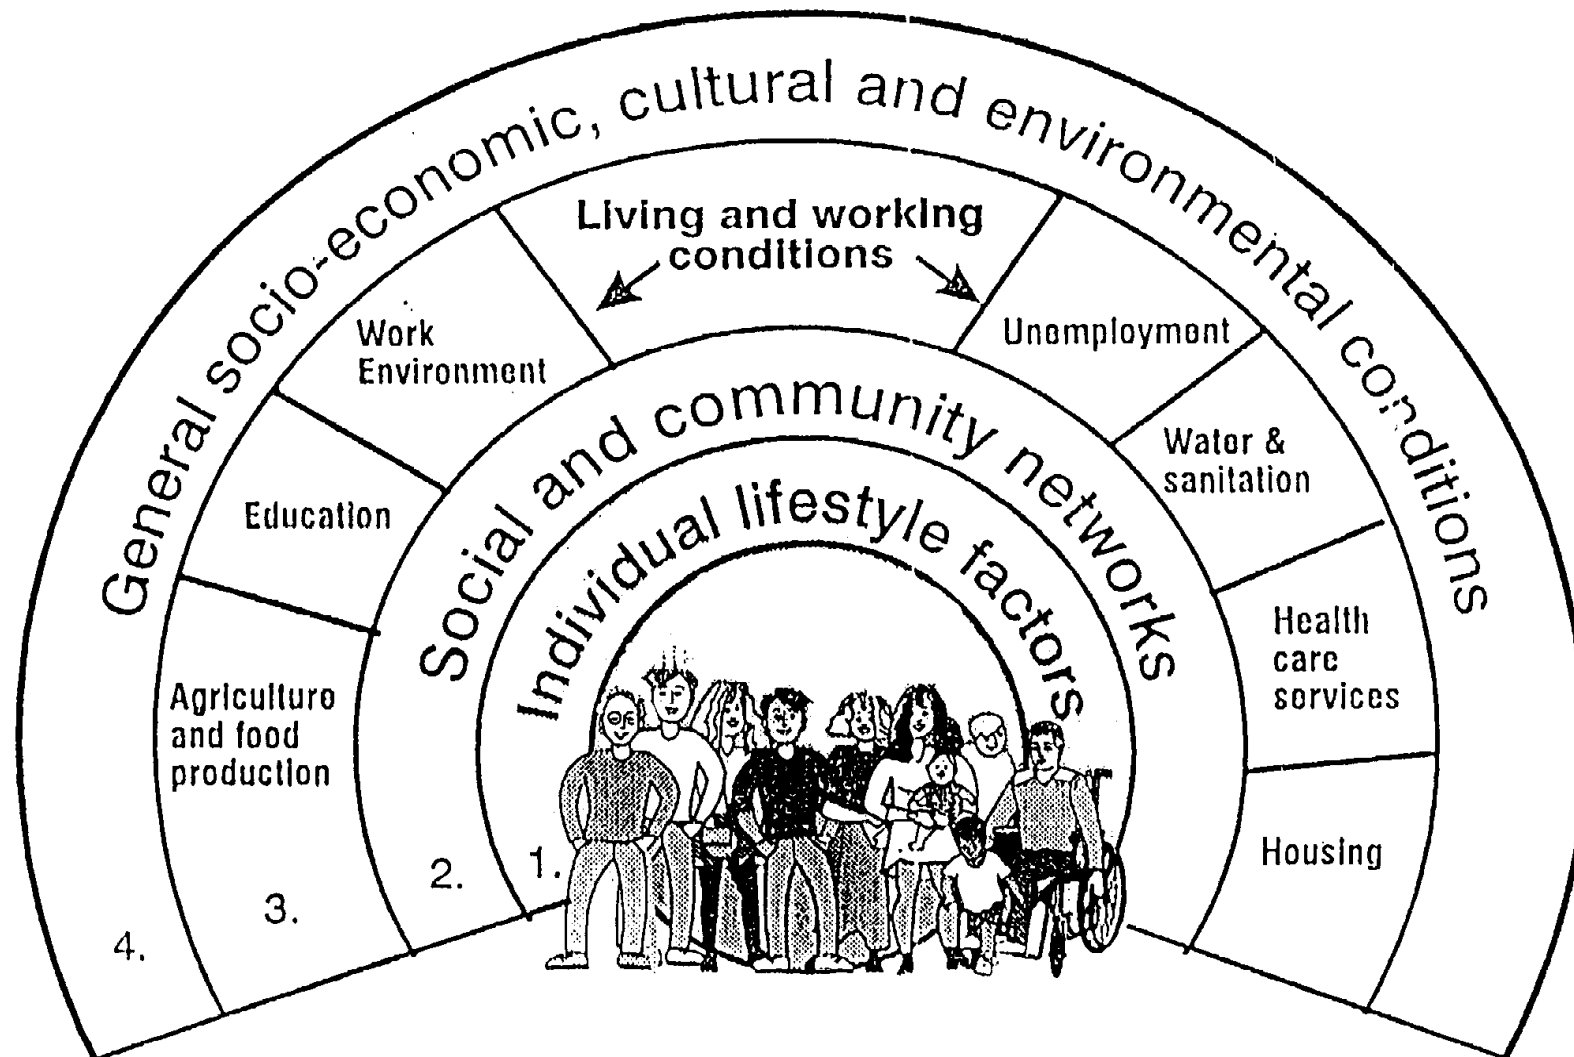 General socio-economic, cultural and environmental conditions
Living and working
conditions
Work
Environment
Unemployment
Education
Water &
sanitation
Agriculture
and food
production
Health
care
services
Housing
Social and community networks
Individual lifestyle factors
1.
2.
3.
4.